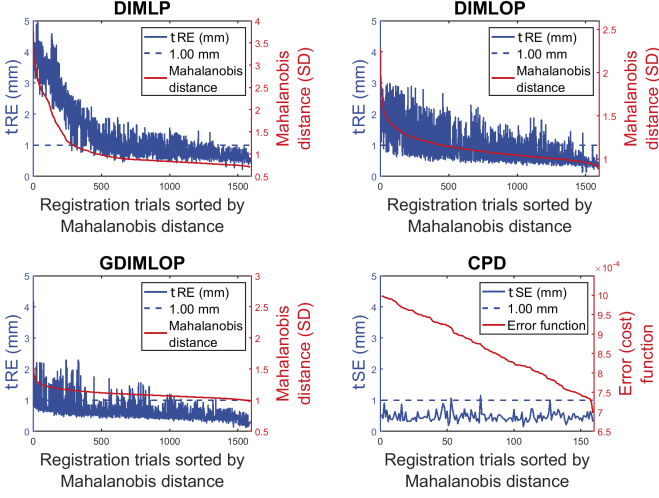 DIMLP
5
4
3
2
1
0
tRE (mm)
tRE (mm)
1.00 mm
Mahalanobis
distance
4
3.5
3
2.5
2
1.5
1
0.5
Mahalanobis
distance (SD)
0 500 1000 1500
Registration trials sorted by
Mahalanobis distance
DIMLOP
5
4
3
2
1
0
tRE (mm)
tRE (mm)
1.00 mm
Mahalanobis
distance
2.5
2
1.5
1
Mahalanobis
distance (SD)
0 500 1000 1500
Registration trials sorted by
Mahalanobis distance
GDIMLOP
5
4
3
2
1
0
tRE (mm)
tRE (mm)
1.00 mm
Mahalanobis
distance
3
2.5
2
1.5
1
0.5
Mahalanobis
distance (SD)
0 500 1000 1500
Registration trials sorted by
Mahalanobis distance
CPD
5
4
3
2
1
0
tSE (mm)
tSE (mm)
1.00 mm
Error function
×10-4
10
9.5
9
8.5
8
7.5
7
6.5
Error (cost)
function
0 50 100 150
Registration trials sorted by
Mahalanobis distance